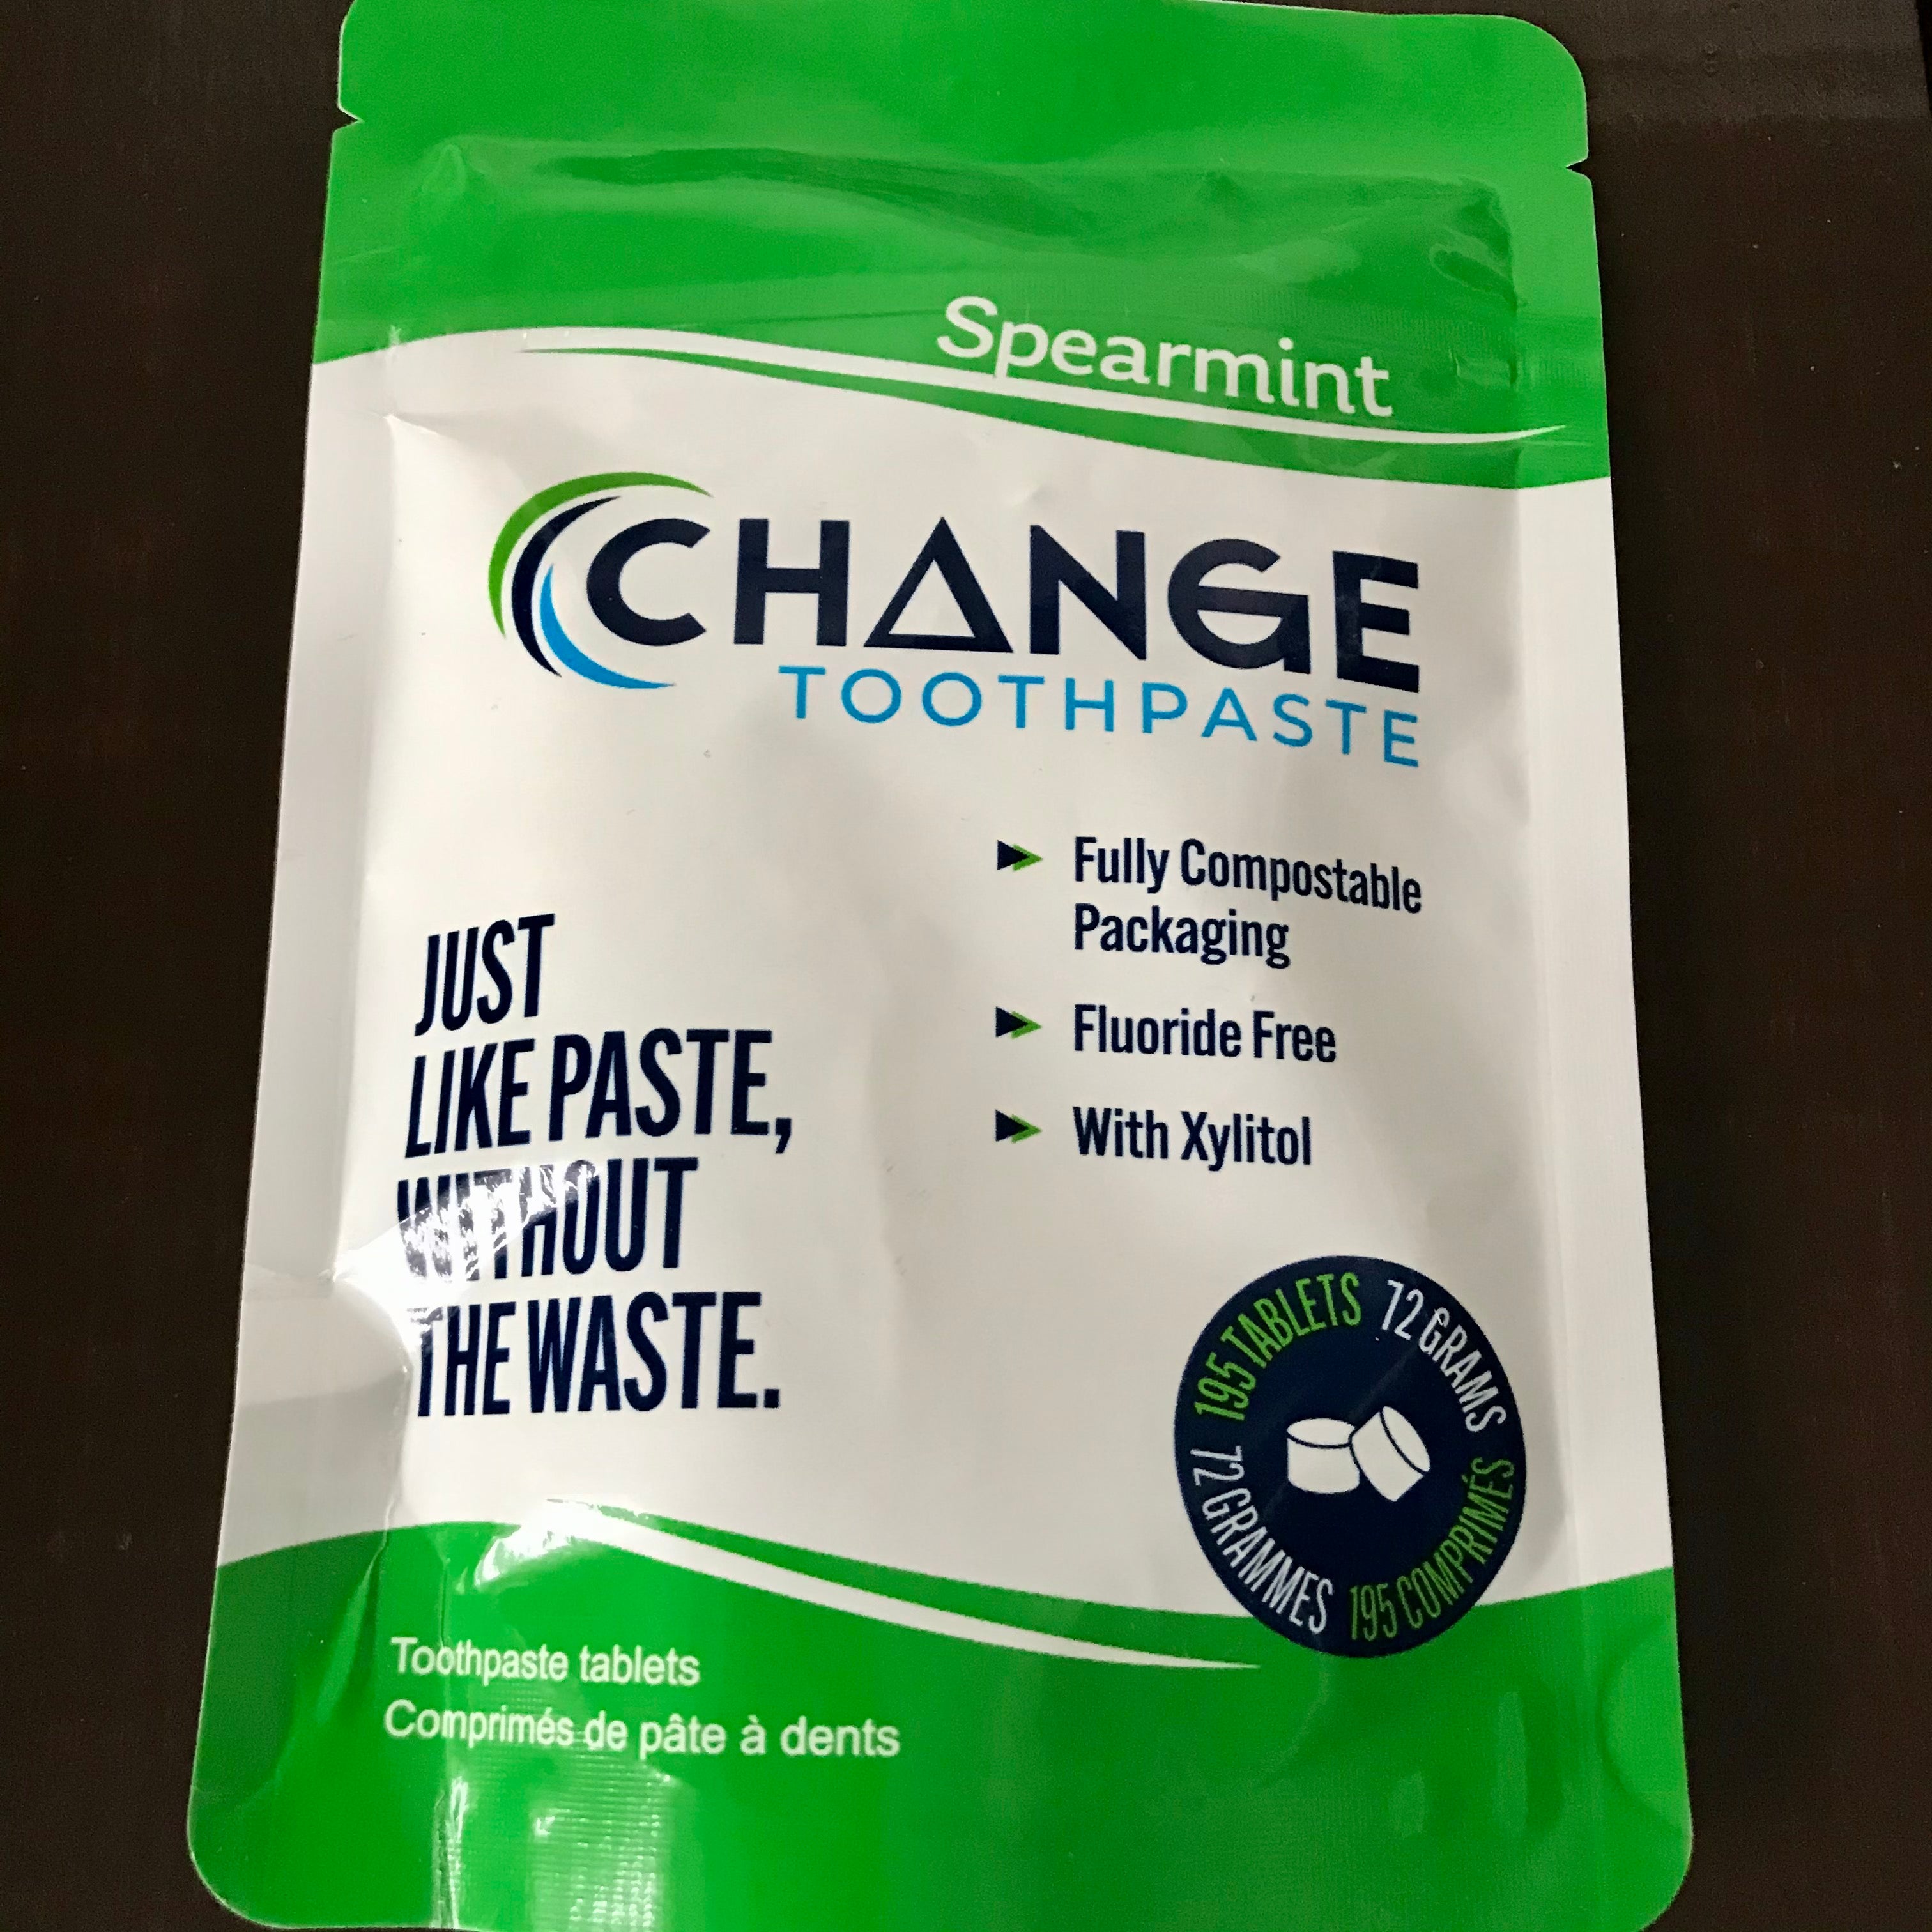 Spearmint
CHANGE
TOOTHPASTE
JUST
LIKE PASTE,
WITHOUT
THE WASTE.
Fully Compostable
Packaging
Fluoride Free
With Xylitol
195 TABLETS
72 GRAMS
195 COMPRIMÉS
72 GRAMMES
Toothpaste tablets
Comprimés de pâte à dents